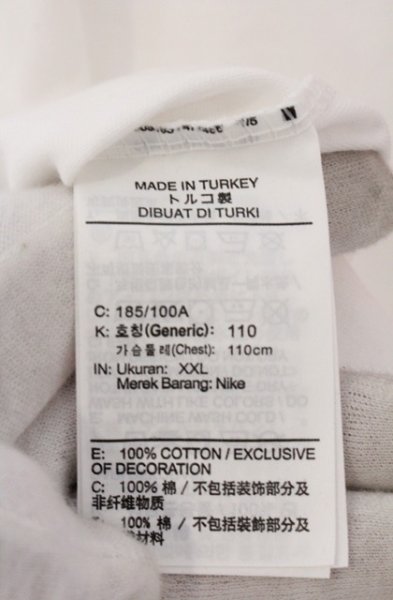 MADE IN TURKEY
トルコ製
DIBUAT DI TURKI
C: 185/100A
K: 호칭(Generic): 110
가슴둘레(Chest): 110cm
IN: Ukuran: XXL
Merek Barang: Nike
E: 100% COTTON / EXCLUSIVE
OF DECORATION
C: 100% 棉 / 不包括装饰部分及
非纤维物质
100% 棉 / 不包括裝飾部分及
材料